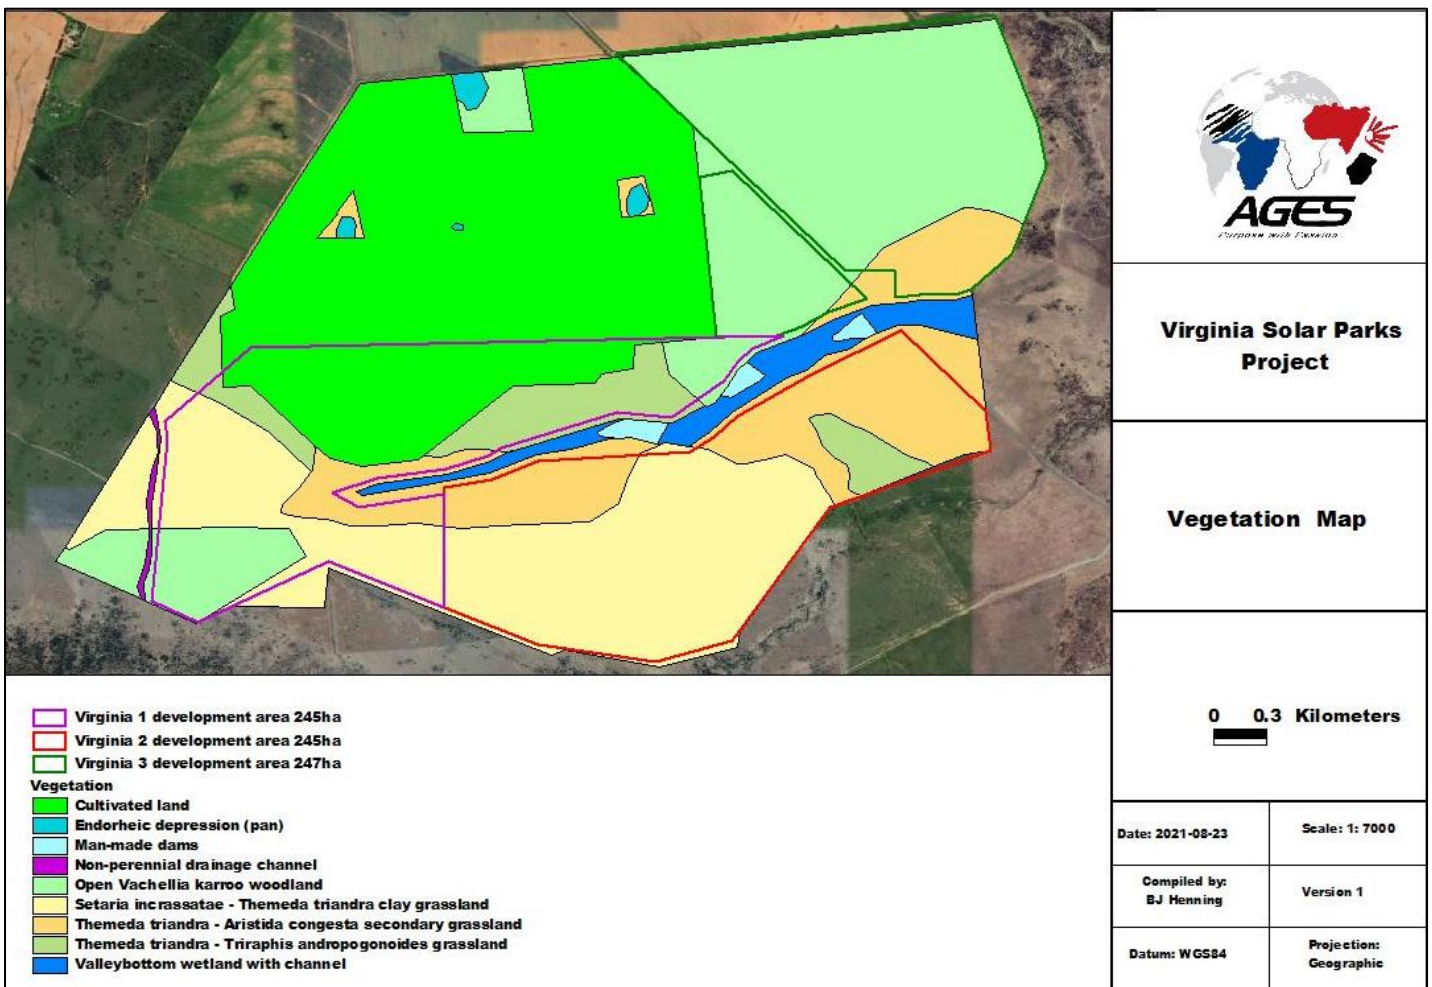 AGES
Purpose with Passion
Virginia Solar Parks
Project
Vegetation Map
0 0.3 Kilometers
Date: 2021-08-23
Scale: 1: 7000
Compiled by:
BJ Henning
Version 1
Datum: WGS84
Projection:
Geographic
Virginia 1 development area 245ha
Virginia 2 development area 245ha
Virginia 3 development area 247ha
Vegetation
Cultivated land
Endorheic depression (pan)
Man-made dams
Non-perennial drainage channel
Open Vachellia karroo woodland
Setaria incrassatae - Themeda triandra clay grassland
Themeda triandra - Aristida congesta secondary grassland
Themeda triandra - Triraphis andropogonoides grassland
Valleybottom wetland with channel